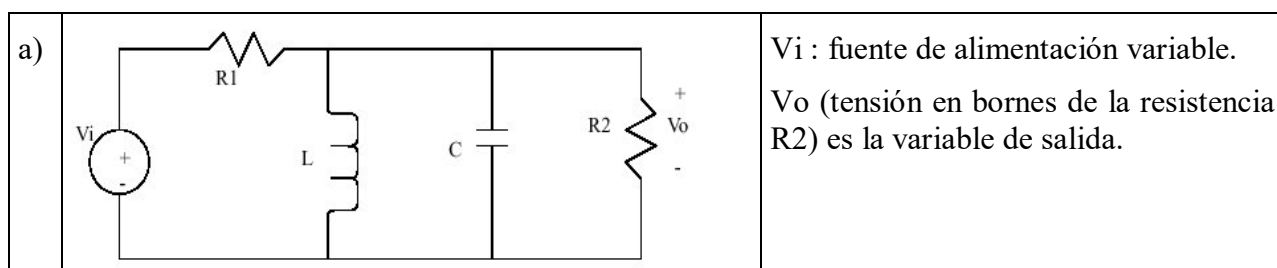 a)
R1
Vi
+
-
L
C
R2
+
Vo
-
Vi : fuente de alimentación variable.
Vo (tensión en bornes de la resistencia
R2) es la variable de salida.